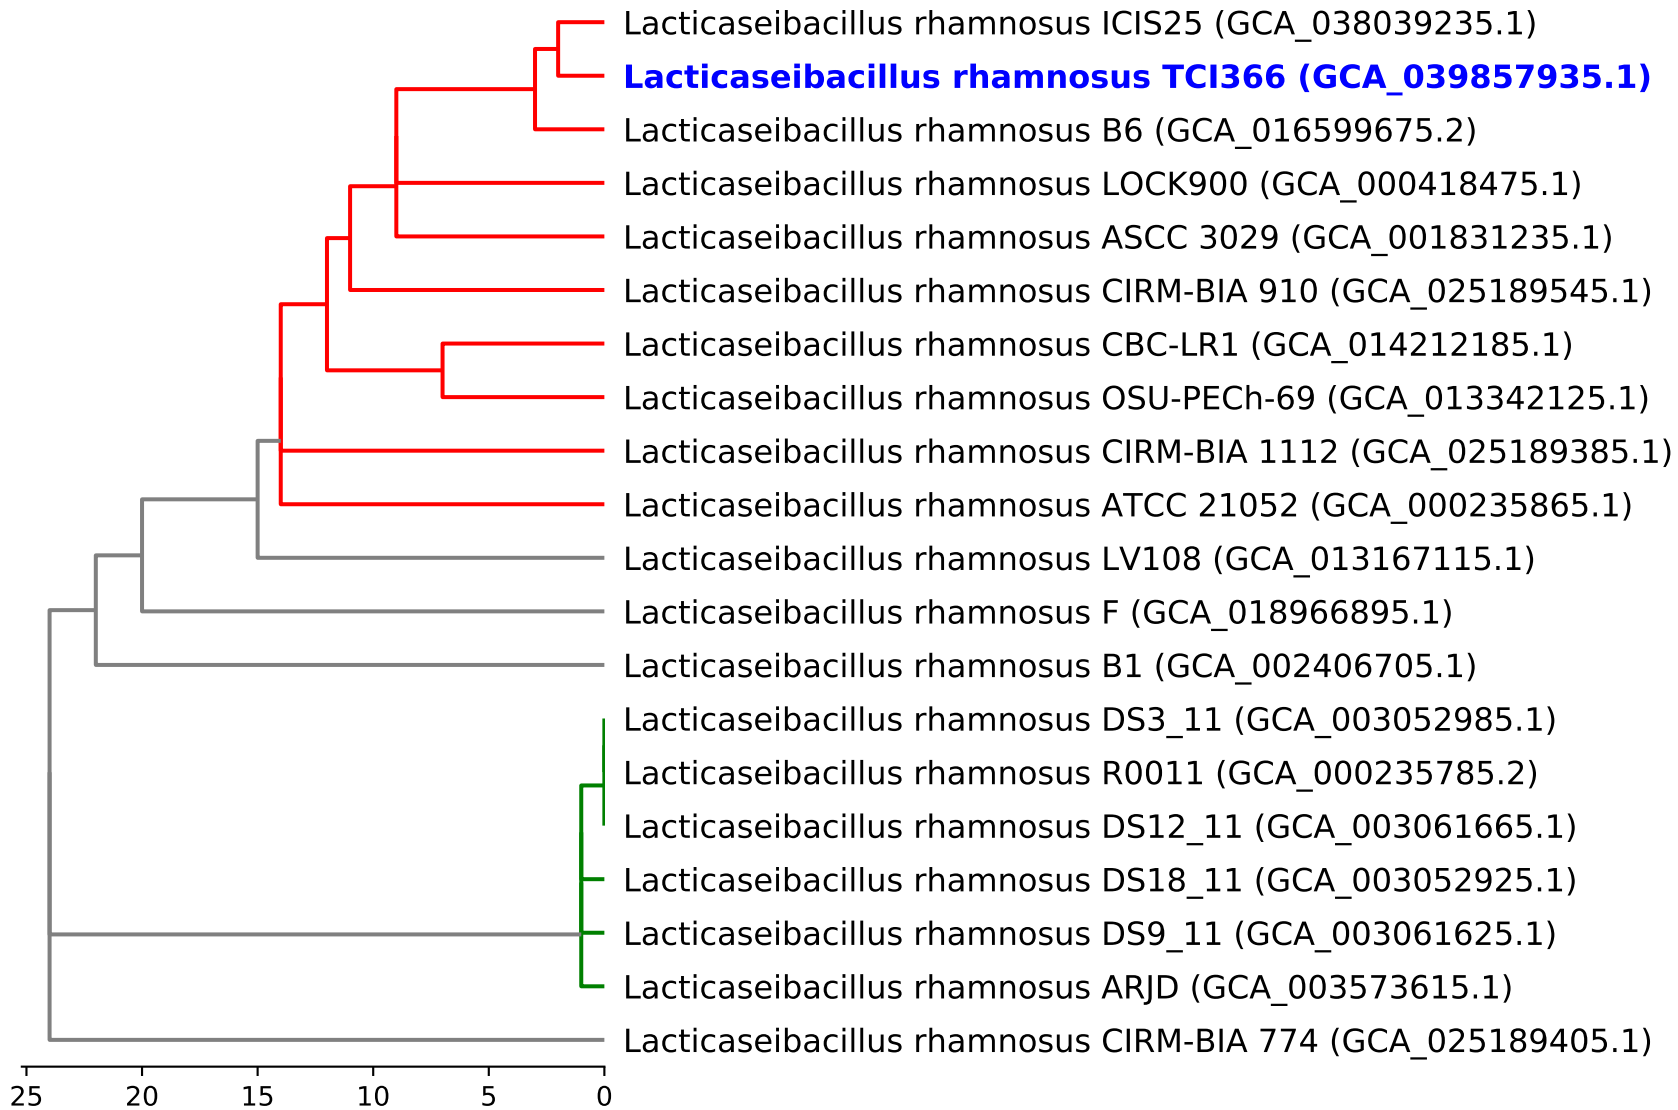 Lacticaseibacillus rhamnosus ICIS25 (GCA_038039235.1)
Lacticaseibacillus rhamnosus TCI366 (GCA_039857935.1)
Lacticaseibacillus rhamnosus B6 (GCA_016599675.2)
Lacticaseibacillus rhamnosus LOCK900 (GCA_000418475.1)
Lacticaseibacillus rhamnosus ASCC 3029 (GCA_001831235.1)
Lacticaseibacillus rhamnosus CIRM-BIA 910 (GCA_025189545.1)
Lacticaseibacillus rhamnosus CBC-LR1 (GCA_014212185.1)
Lacticaseibacillus rhamnosus OSU-PECh-69 (GCA_013342125.1)
Lacticaseibacillus rhamnosus CIRM-BIA 1112 (GCA_025189385.1)
Lacticaseibacillus rhamnosus ATCC 21052 (GCA_000235865.1)
Lacticaseibacillus rhamnosus LV108 (GCA_013167115.1)
Lacticaseibacillus rhamnosus F (GCA_018966895.1)
Lacticaseibacillus rhamnosus B1 (GCA_002406705.1)
Lacticaseibacillus rhamnosus DS3_11 (GCA_003052985.1)
Lacticaseibacillus rhamnosus R0011 (GCA_000235785.2)
Lacticaseibacillus rhamnosus DS12_11 (GCA_003061665.1)
Lacticaseibacillus rhamnosus DS18_11 (GCA_003052925.1)
Lacticaseibacillus rhamnosus DS9_11 (GCA_003061625.1)
Lacticaseibacillus rhamnosus ARJD (GCA_003573615.1)
Lacticaseibacillus rhamnosus CIRM-BIA 774 (GCA_025189405.1)
25 20 15 10 5 0